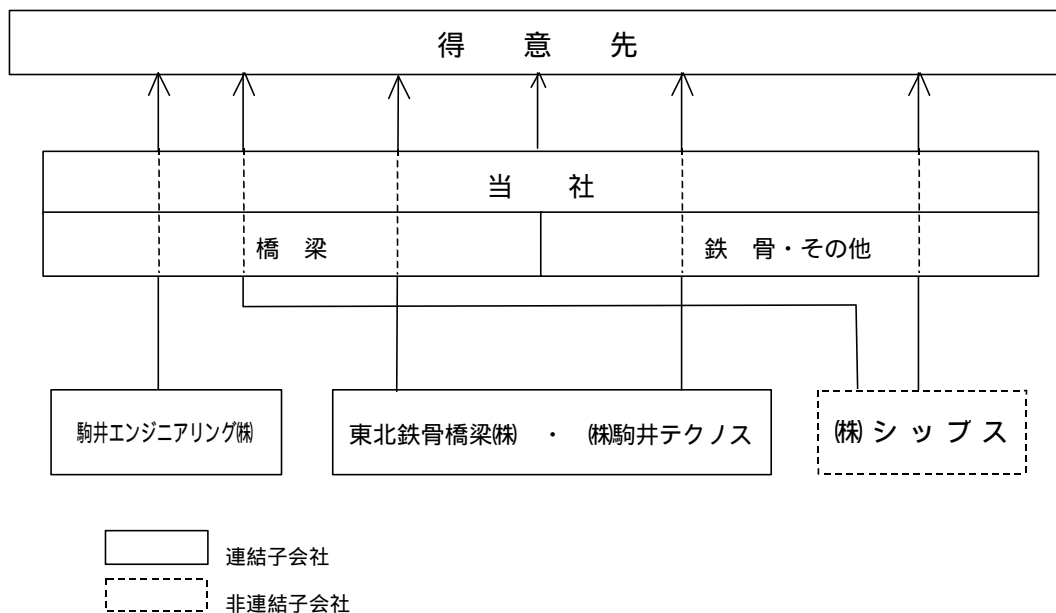 得 意 先
当 社
橋 梁
鉄 骨・その他
駒井エンジニアリング㈱
東北鉄骨橋梁㈱ ・ ㈱駒井テクノス
㈱シップス
連結子会社
非連結子会社